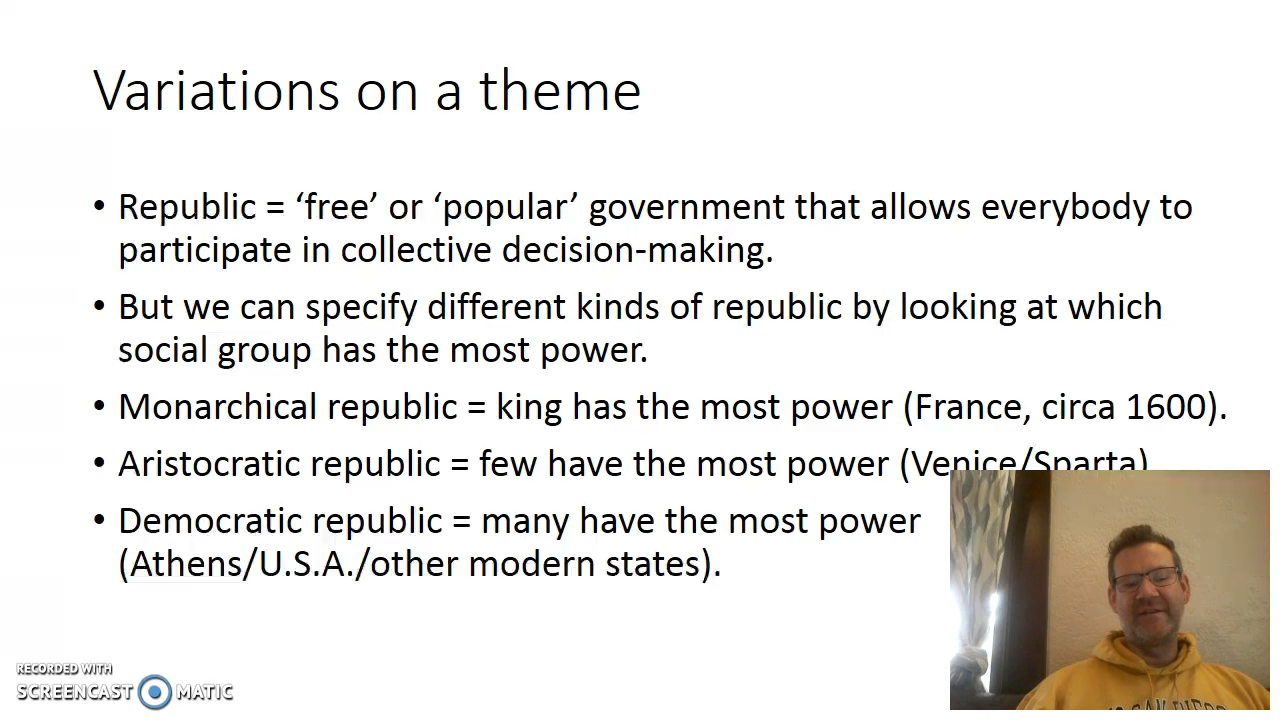 Variations on a theme
• Republic = ‘free’ or ‘popular’ government that allows everybody to
participate in collective decision-making.
• But we can specify different kinds of republic by looking at which
social group has the most power.
• Monarchical republic = king has the most power (France, circa 1600).
• Aristocratic republic = few have the most power (Venice/Sparta)
• Democratic republic = many have the most power
(Athens/U.S.A./other modern states).
RECORDED WITH
SCREENCAST MATIC